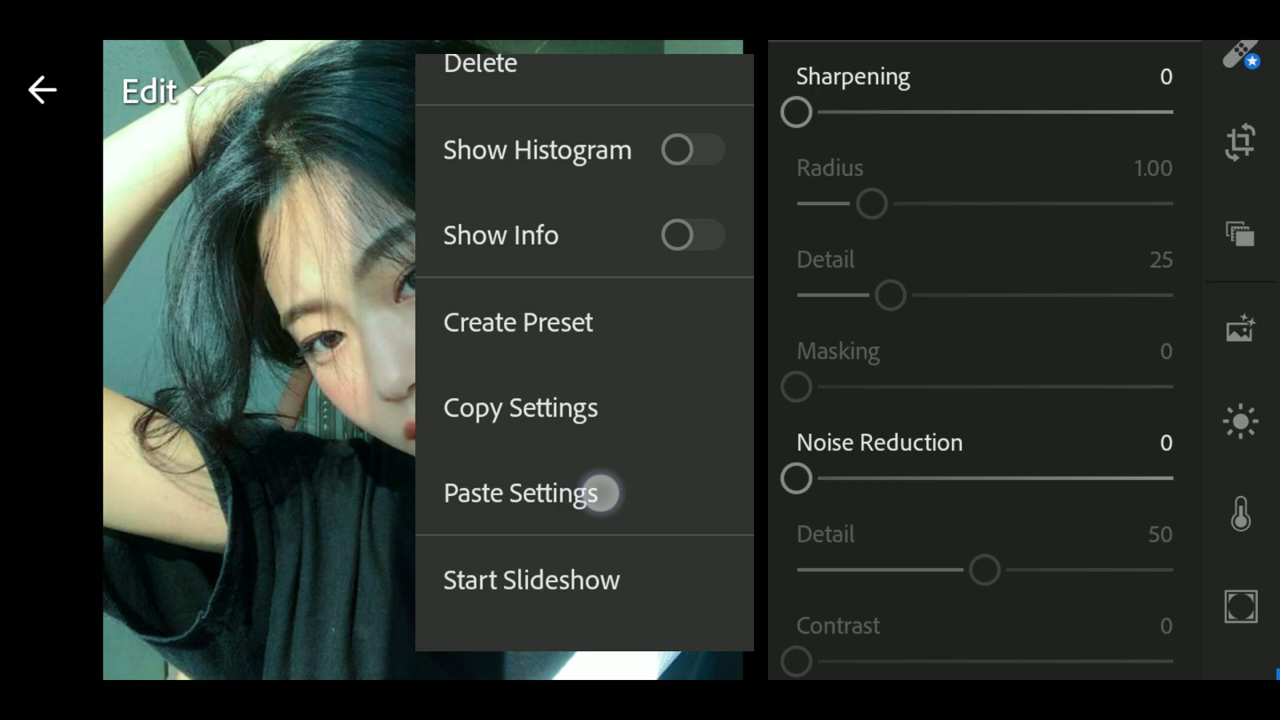 Edit
Delete
Show Histogram
Show Info
Create Preset
Copy Settings
Paste Settings
Start Slideshow
Sharpening 0
Radius 1.00
Detail 25
Masking 0
Noise Reduction 0
Detail 50
Contrast 0